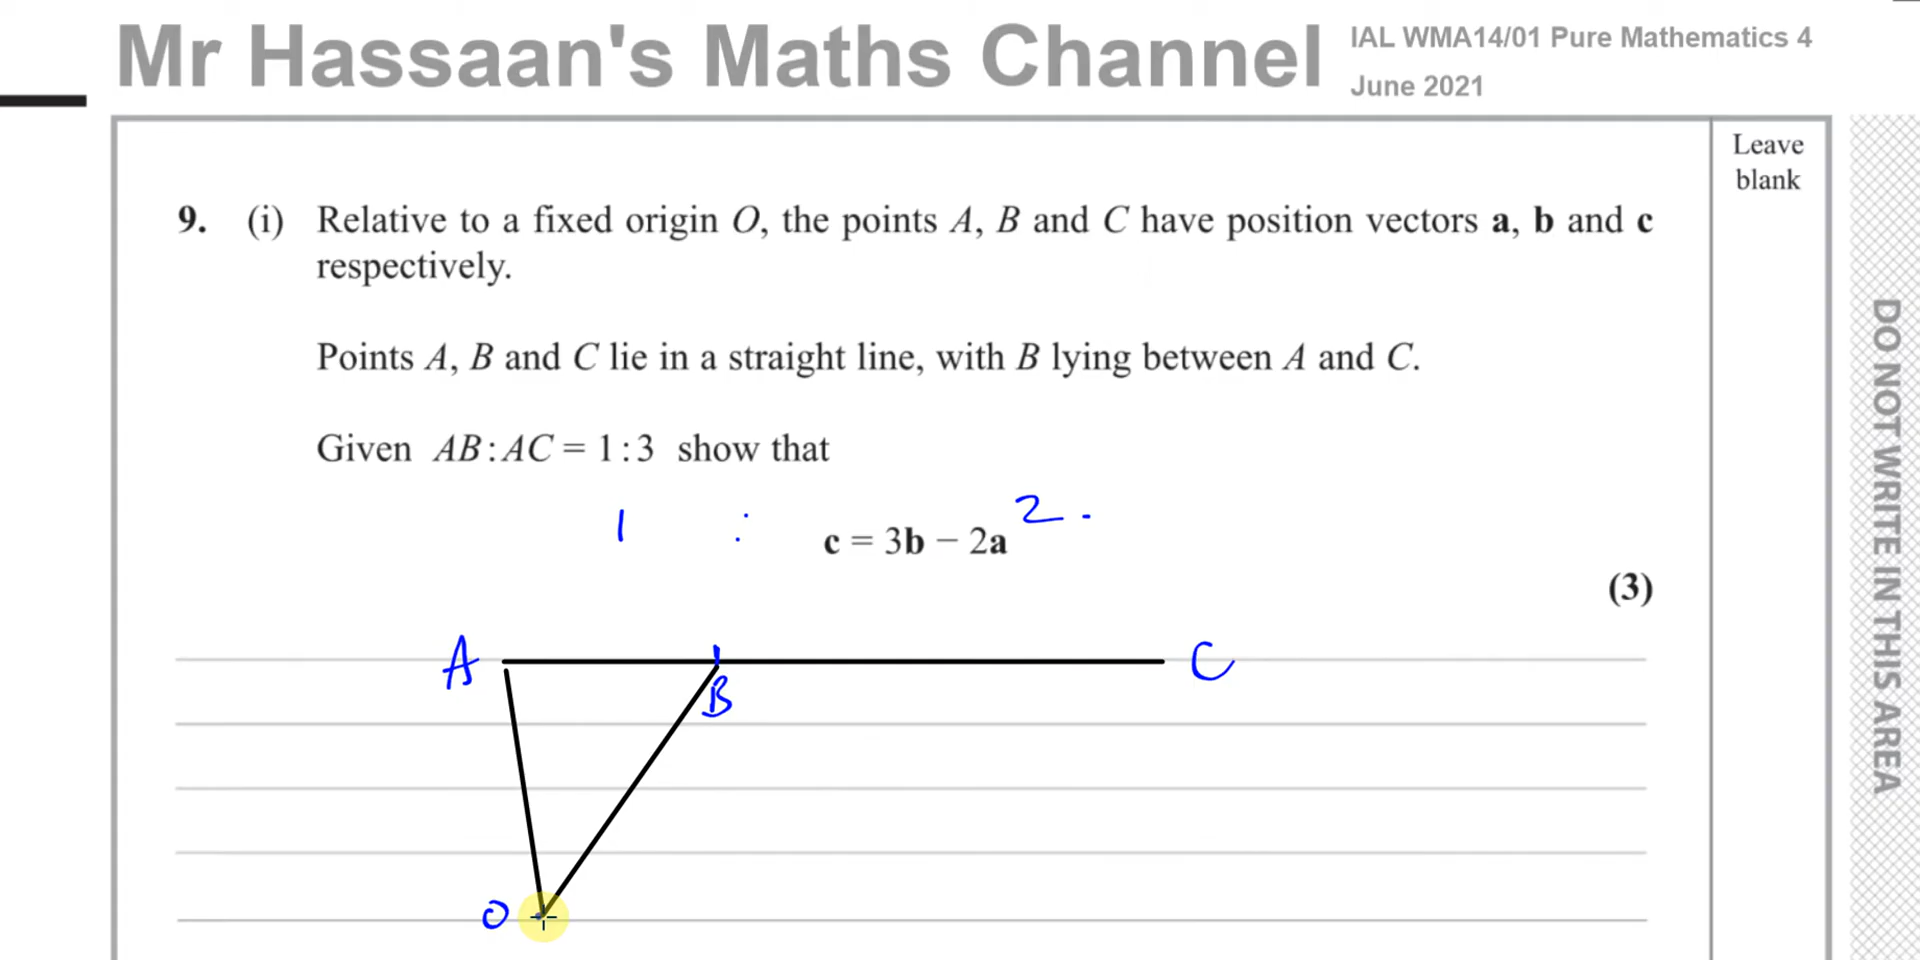 Mr Hassaan's Maths Channel
IAL WMA14/01 Pure Mathematics 4
June 2021
Leave
blank
9. (i) Relative to a fixed origin O, the points A, B and C have position vectors a, b and c
respectively.
Points A, B and C lie in a straight line, with B lying between A and C.
Given AB : AC = 1 : 3 show that
1 : 2.
c = 3b − 2a
(3)
A
C
B
O
DO NOT WRITE IN THIS AREA